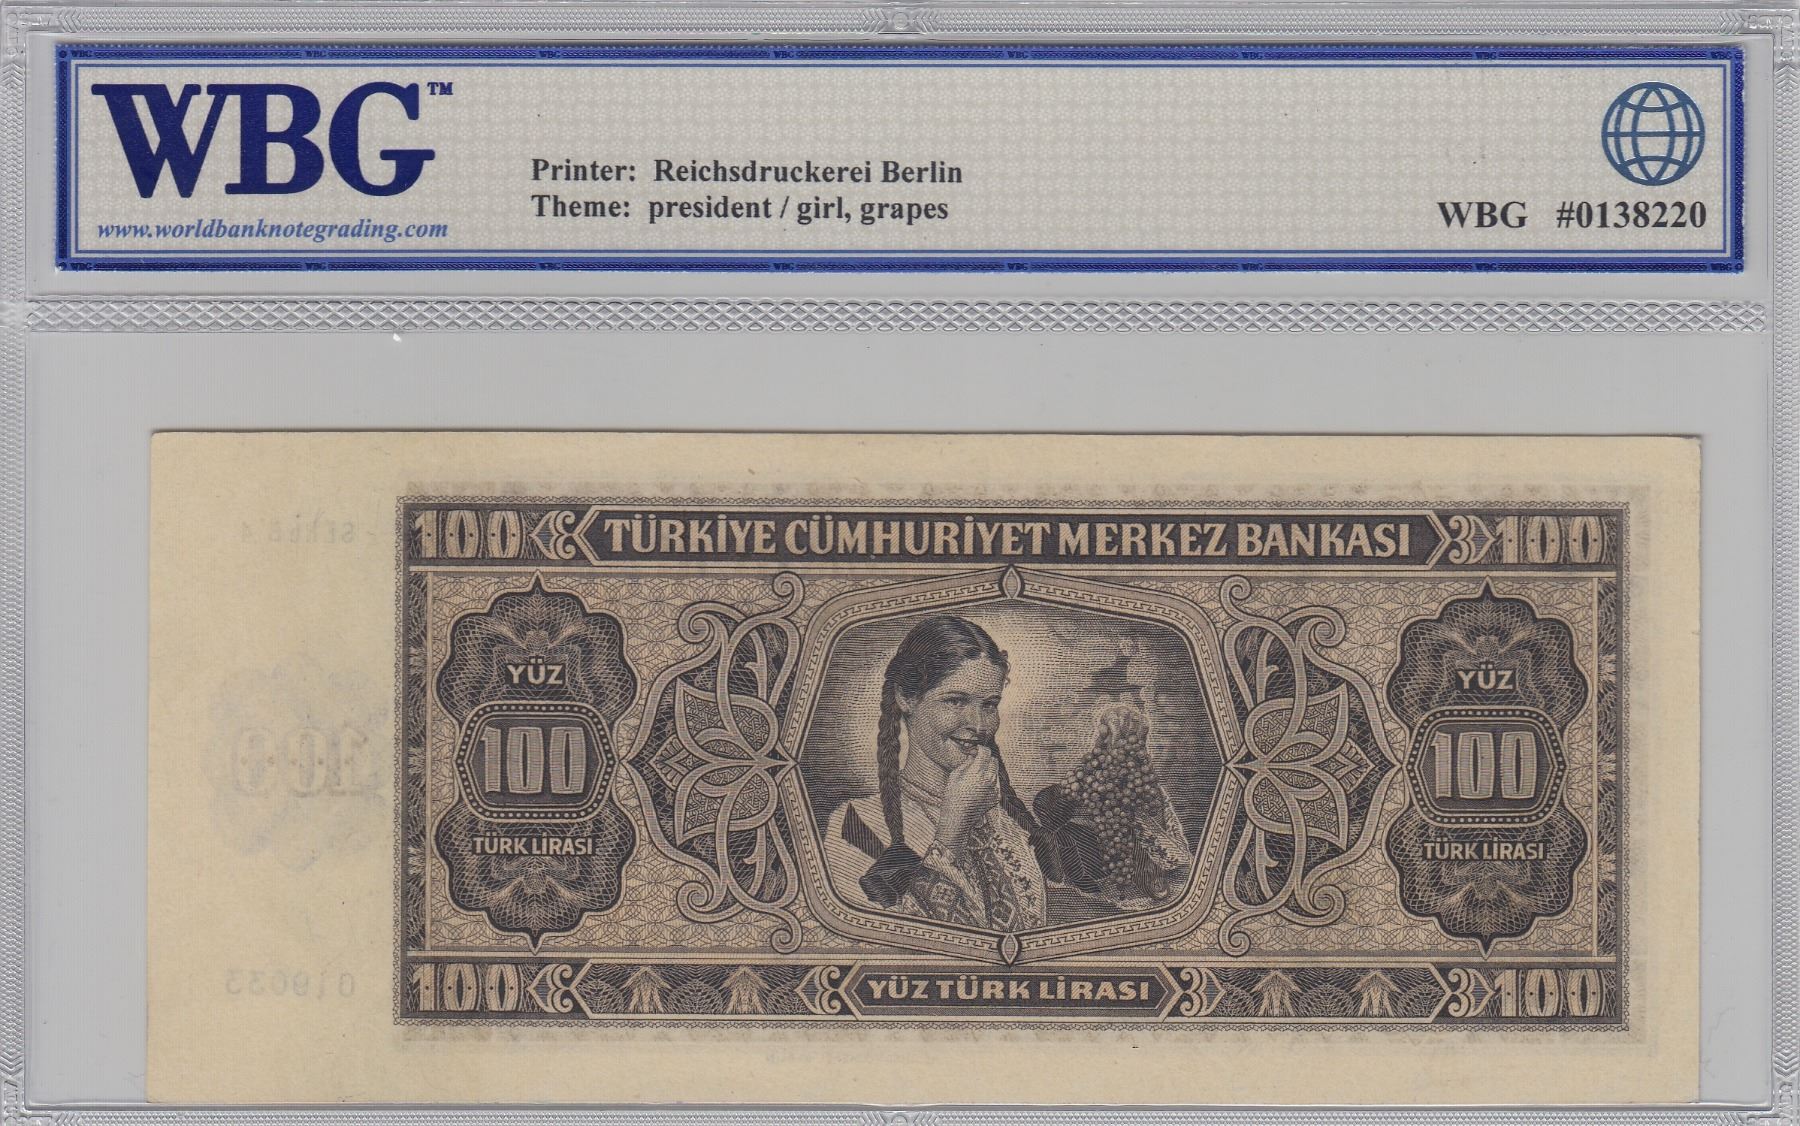 WBG™
www.worldbanknotegrading.com
Printer: Reichsdruckerei Berlin
Theme: president / girl, grapes
WBG #0138220
100 TÜRKİYE CÜMHURİYET MERKEZ BANKASI 100
YÜZ
100
TÜRK LİRASI
YÜZ
100
TÜRK LİRASI
100 YÜZ TÜRK LİRASI 100